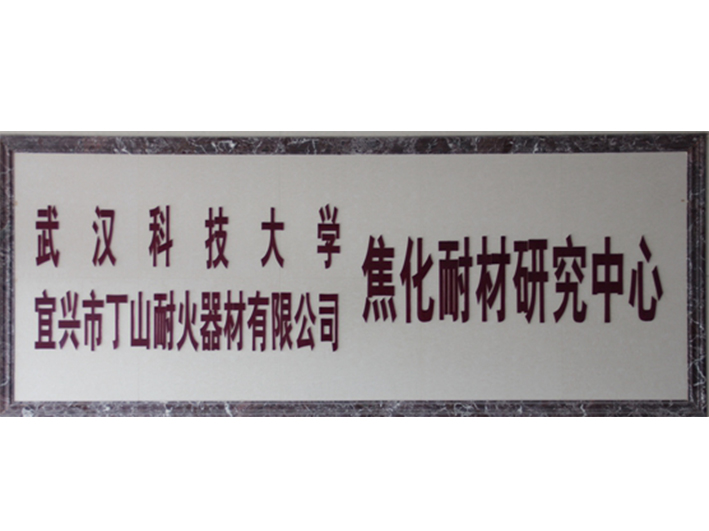 武汉科技大学
宜兴市丁山耐火器材有限公司
焦化耐材研究中心